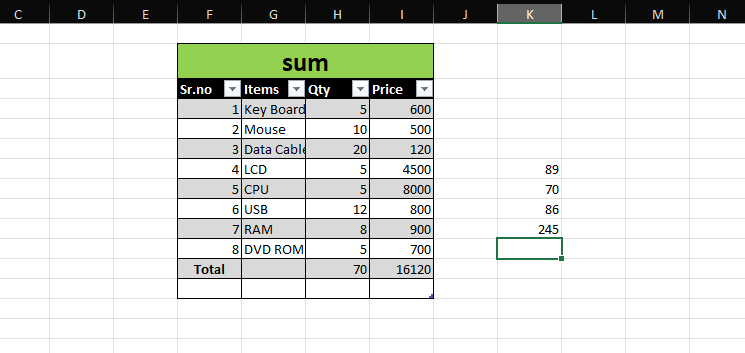 C D E F G H I J K L M N
sum
Sr.no Items Qty Price
1 Key Board 5 600
2 Mouse 10 500
3 Data Cable 20 120
4 LCD 5 4500 89
5 CPU 5 8000 70
6 USB 12 800 86
7 RAM 8 900 245
8 DVD ROM 5 700
Total 70 16120